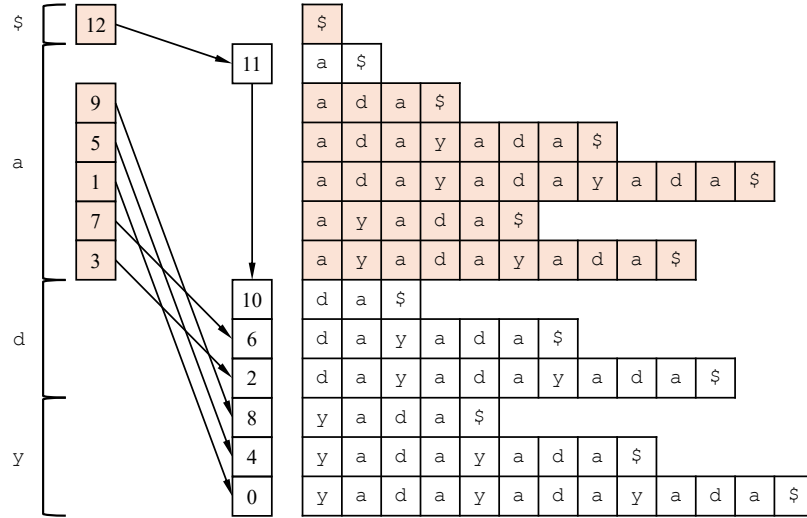 $ 12 $
11 a $
9 a d a $
5 a d a y a d a $
a 1 a d a y a d a y a d a $
7 a y a d a $
3 a y a d a y a d a $
10 d a $
d 6 d a y a d a $
2 d a y a d a y a d a $
8 y a d a $
y 4 y a d a y a d a $
0 y a d a y a d a y a d a $